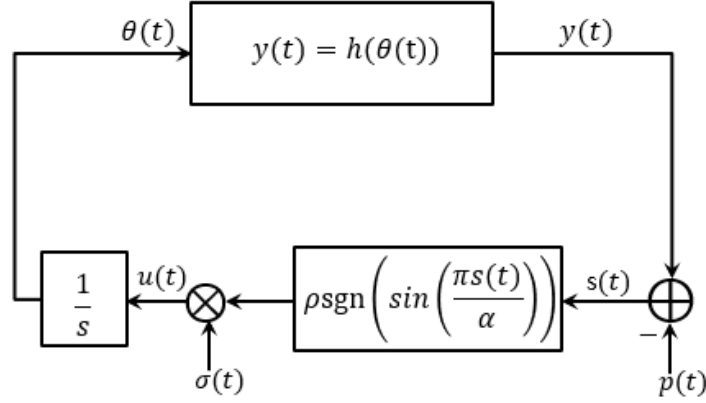 θ(t)
y(t) = h(θ(t))
y(t)
1/s
u(t)
ρsgn(sin(πs(t)/α))
s(t)
−
σ(t)
p(t)